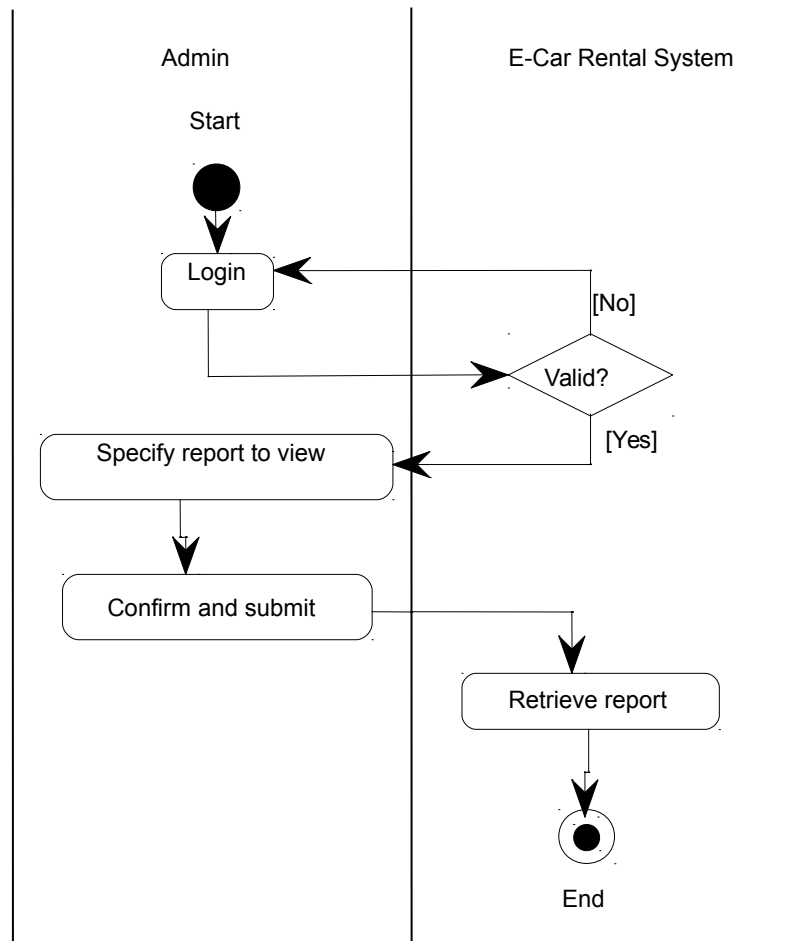 Admin
E-Car Rental System
Start
Login
[No]
Valid?
[Yes]
Specify report to view
Confirm and submit
Retrieve report
End